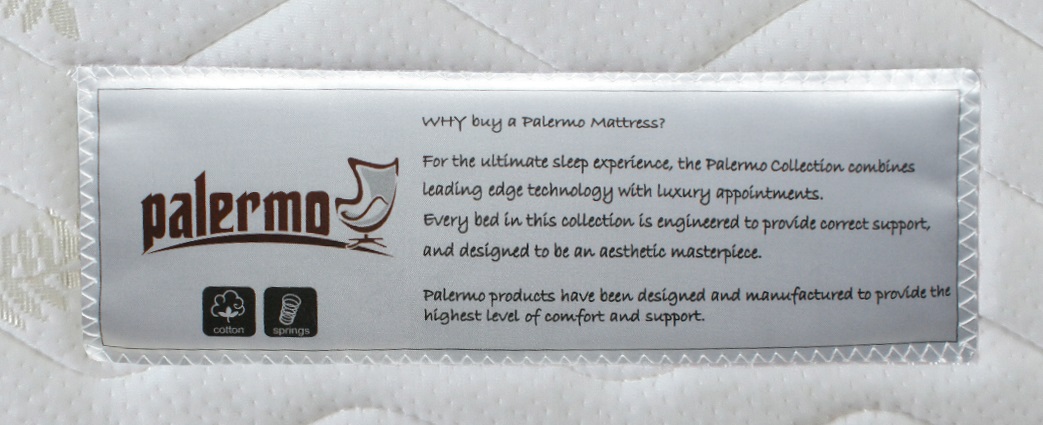 palermo
cotton
springs
WHY buy a Palermo Mattress?
For the ultimate sleep experience, the Palermo Collection combines
leading edge technology with luxury appointments.
Every bed in this collection is engineered to provide correct support,
and designed to be an aesthetic masterpiece.
Palermo products have been designed and manufactured to provide the
highest level of comfort and support.